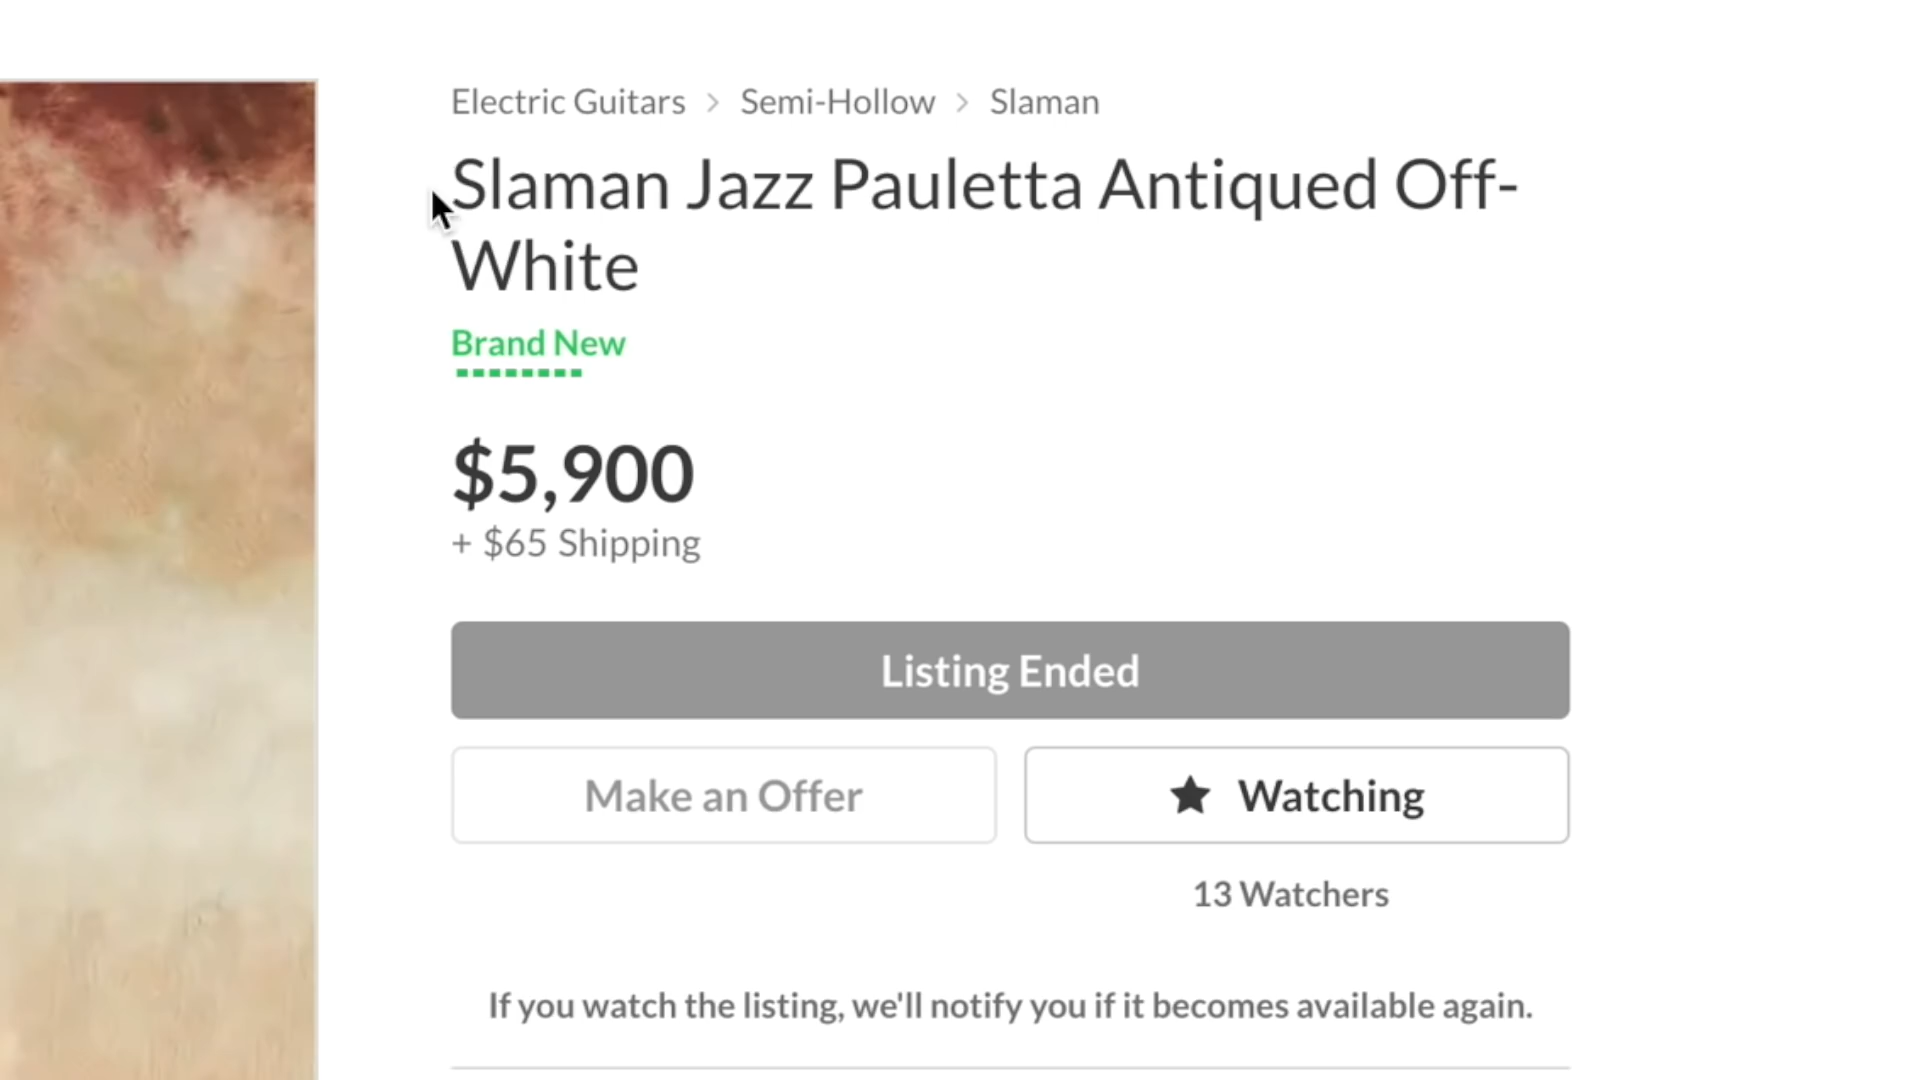 Electric Guitars > Semi-Hollow > Slaman
Slaman Jazz Pauletta Antiqued Off-
White
Brand New
$5,900
+ $65 Shipping
Listing Ended
Make an Offer
★ Watching
13 Watchers
If you watch the listing, we'll notify you if it becomes available again.